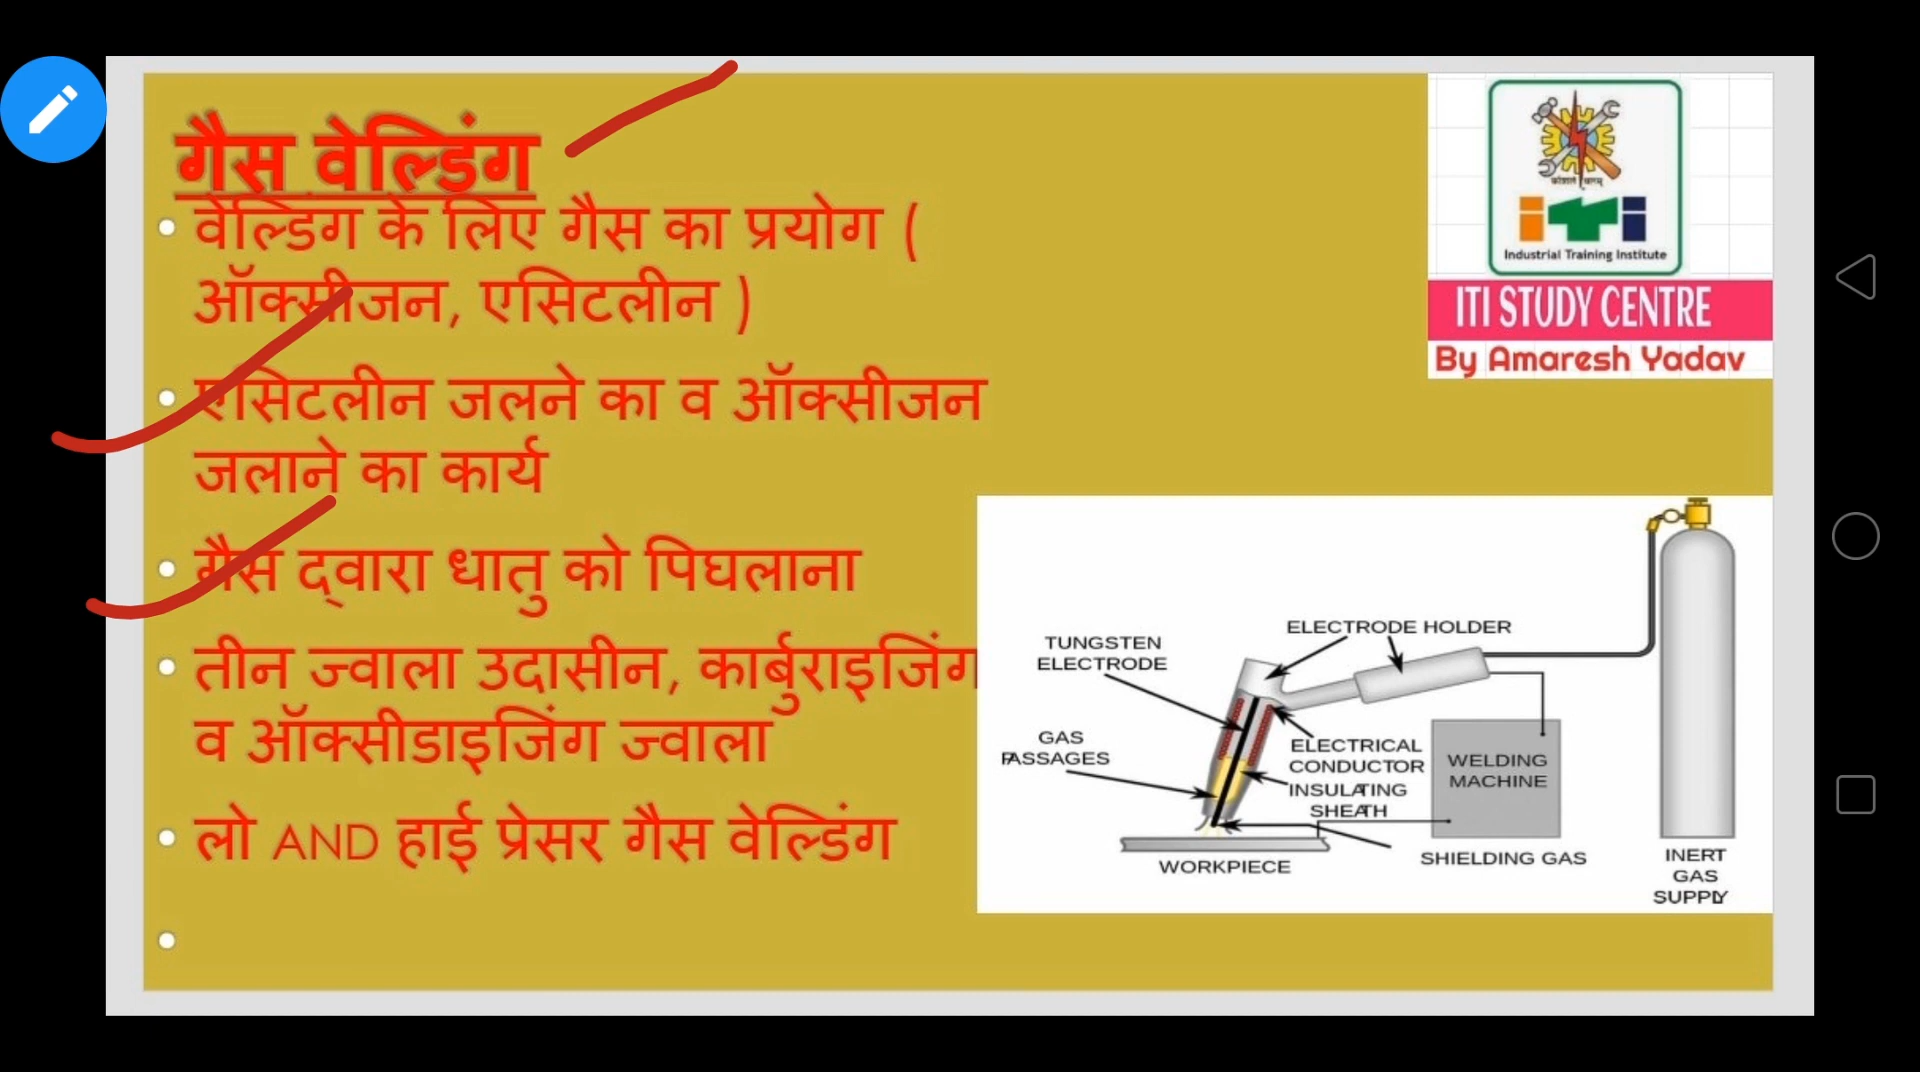 गैस वेल्डिंग
वेल्डिंग के लिए गैस का प्रयोग (
ऑक्सीजन, एसिटलीन )
एसिटलीन जलने का व ऑक्सीजन
जलाने का कार्य
गैस द्वारा धातु को पिघलाना
तीन ज्वाला उदासीन, कार्बुराइजिंग
व ऑक्सीडाइजिंग ज्वाला
लो AND हाई प्रेसर गैस वेल्डिंग
iTi
Industrial Training Institute
ITI STUDY CENTRE
By Amaresh Yadav
ELECTRODE HOLDER
TUNGSTEN
ELECTRODE
GAS
PASSAGES
ELECTRICAL
CONDUCTOR
INSULATING
SHEATH
WELDING
MACHINE
WORKPIECE
SHIELDING GAS
INERT
GAS
SUPPLY